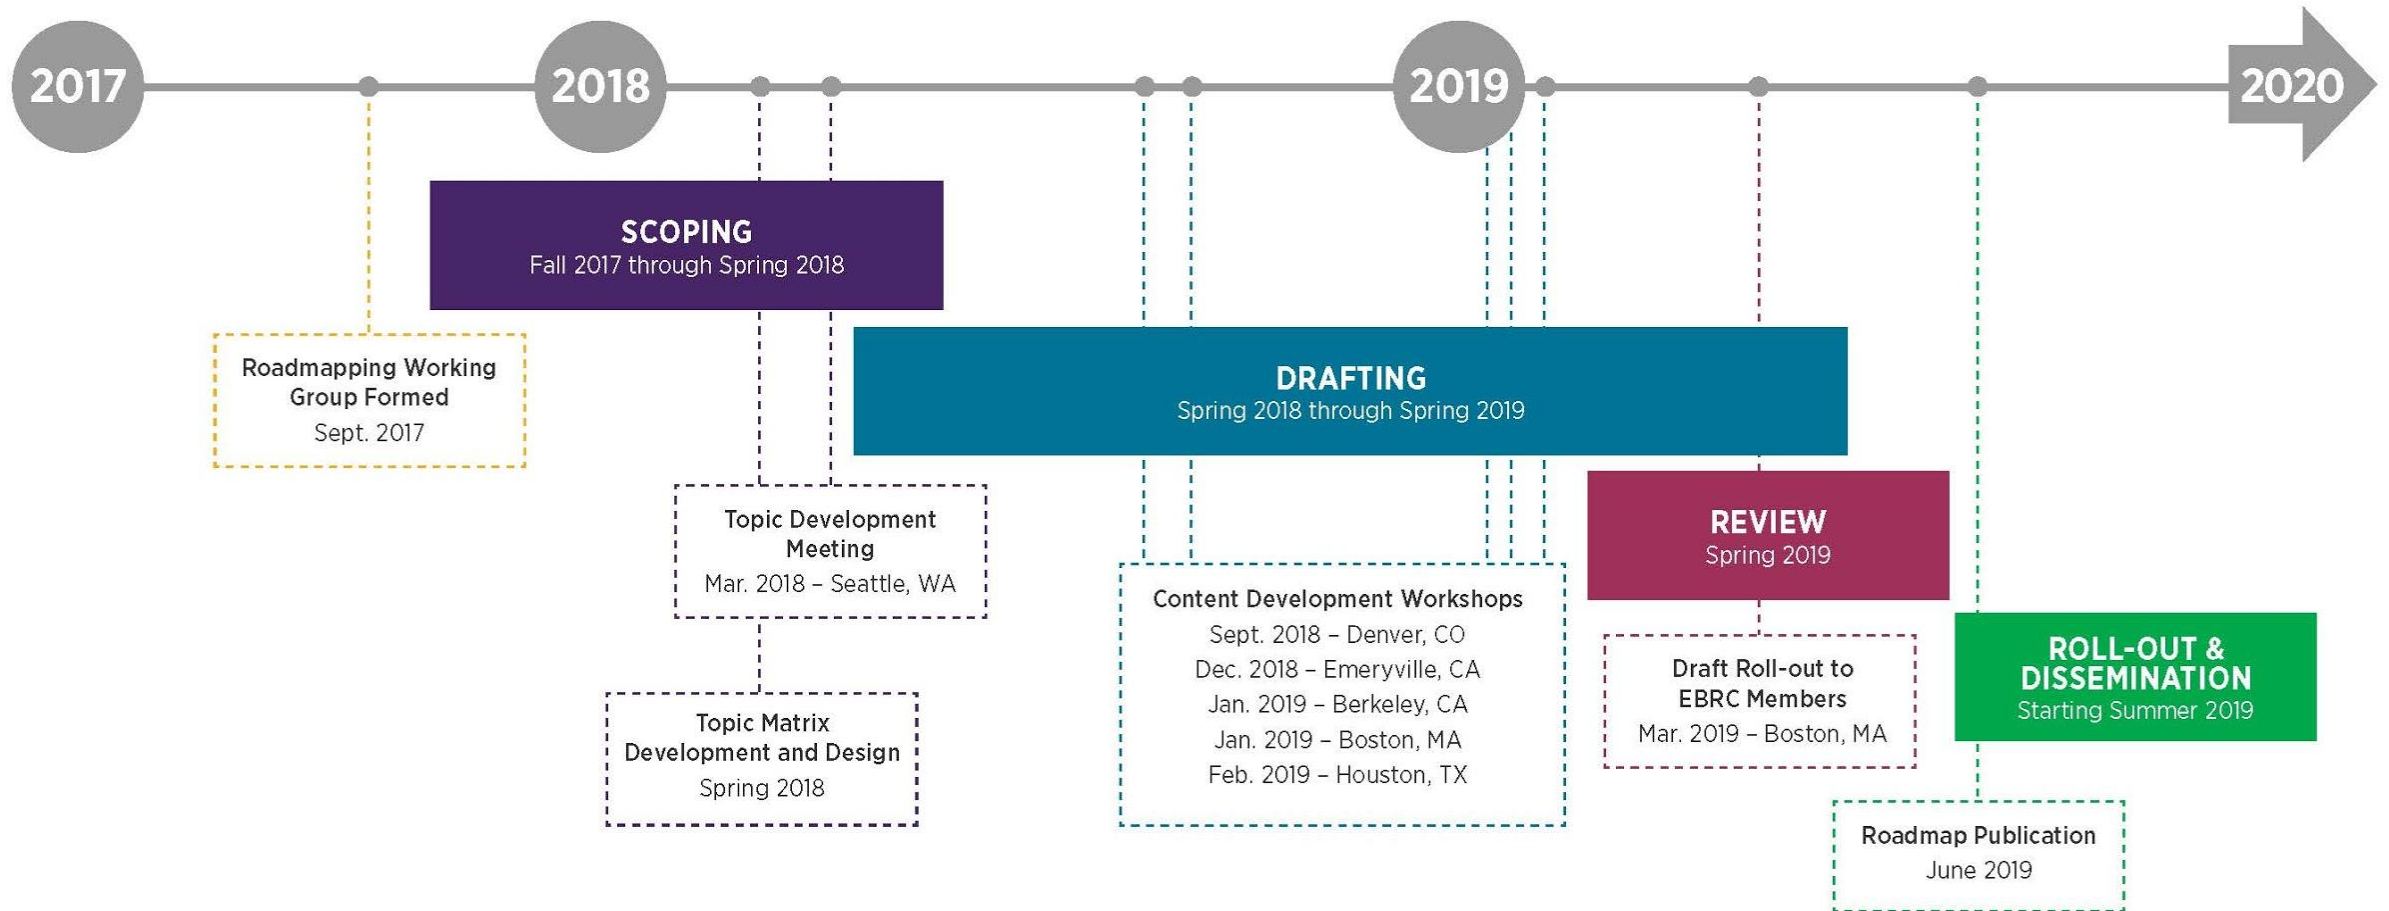 2017
2018
2019
2020
SCOPING
Fall 2017 through Spring 2018
Roadmapping Working
Group Formed
Sept. 2017
DRAFTING
Spring 2018 through Spring 2019
Topic Development
Meeting
Mar. 2018 – Seattle, WA
Topic Matrix
Development and Design
Spring 2018
Content Development Workshops
Sept. 2018 – Denver, CO
Dec. 2018 – Emeryville, CA
Jan. 2019 – Berkeley, CA
Jan. 2019 – Boston, MA
Feb. 2019 – Houston, TX
REVIEW
Spring 2019
Draft Roll-out to
EBRC Members
Mar. 2019 – Boston, MA
ROLL-OUT &
DISSEMINATION
Starting Summer 2019
Roadmap Publication
June 2019